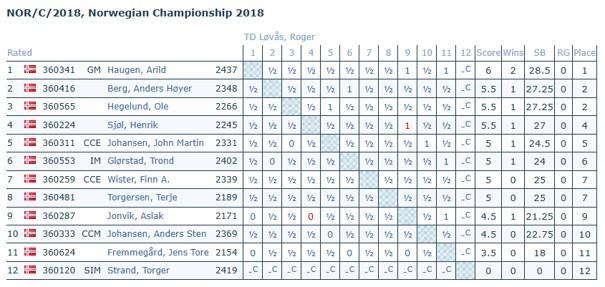 NOR/C/2018, Norwegian Championship 2018
TD Løvås, Roger
Rated 1 2 3 4 5 6 7 8 9 10 11 12 Score Wins SB RG Place
1 360341 GM Haugen, Arild 2437 ½ ½ ½ ½ ½ ½ ½ 1 ½ 1 _C 6 2 28.5 0 1
2 360416 Berg, Anders Høyer 2348 ½ ½ ½ ½ 1 ½ ½ ½ ½ ½ _C 5.5 1 27.25 0 2
3 360565 Hegelund, Ole 2266 ½ ½ ½ 1 ½ ½ ½ ½ ½ ½ _C 5.5 1 27.25 0 2
4 360224 Sjøl, Henrik 2245 ½ ½ ½ ½ ½ ½ ½ 1 ½ ½ _C 5.5 1 27 0 4
5 360311 CCE Johansen, John Martin 2331 ½ ½ 0 ½ ½ ½ ½ ½ 1 ½ _C 5 1 24.5 0 5
6 360553 IM Glørstad, Trond 2402 ½ 0 ½ ½ ½ ½ ½ ½ ½ 1 _C 5 1 24 0 6
7 360259 CCE Wister, Finn A. 2339 ½ ½ ½ ½ ½ ½ ½ ½ ½ ½ _C 5 0 25 0 7
8 360481 Torgersen, Terje 2189 ½ ½ ½ ½ ½ ½ ½ ½ ½ ½ _C 5 0 25 0 7
9 360287 Jonvik, Aslak 2171 0 ½ ½ 0 ½ ½ ½ ½ ½ 1 _C 4.5 1 21.25 0 9
10 360333 CCM Johansen, Anders Sten 2369 ½ ½ ½ ½ 0 ½ ½ ½ ½ ½ _C 4.5 0 22.75 0 10
11 360624 Fremmegård, Jens Tore 2154 0 ½ ½ ½ ½ 0 ½ ½ 0 ½ _C 3.5 0 18 0 11
12 360120 SIM Strand, Torger 2419 _C _C _C _C _C _C _C _C _C _C _C 0 0 0 0 12